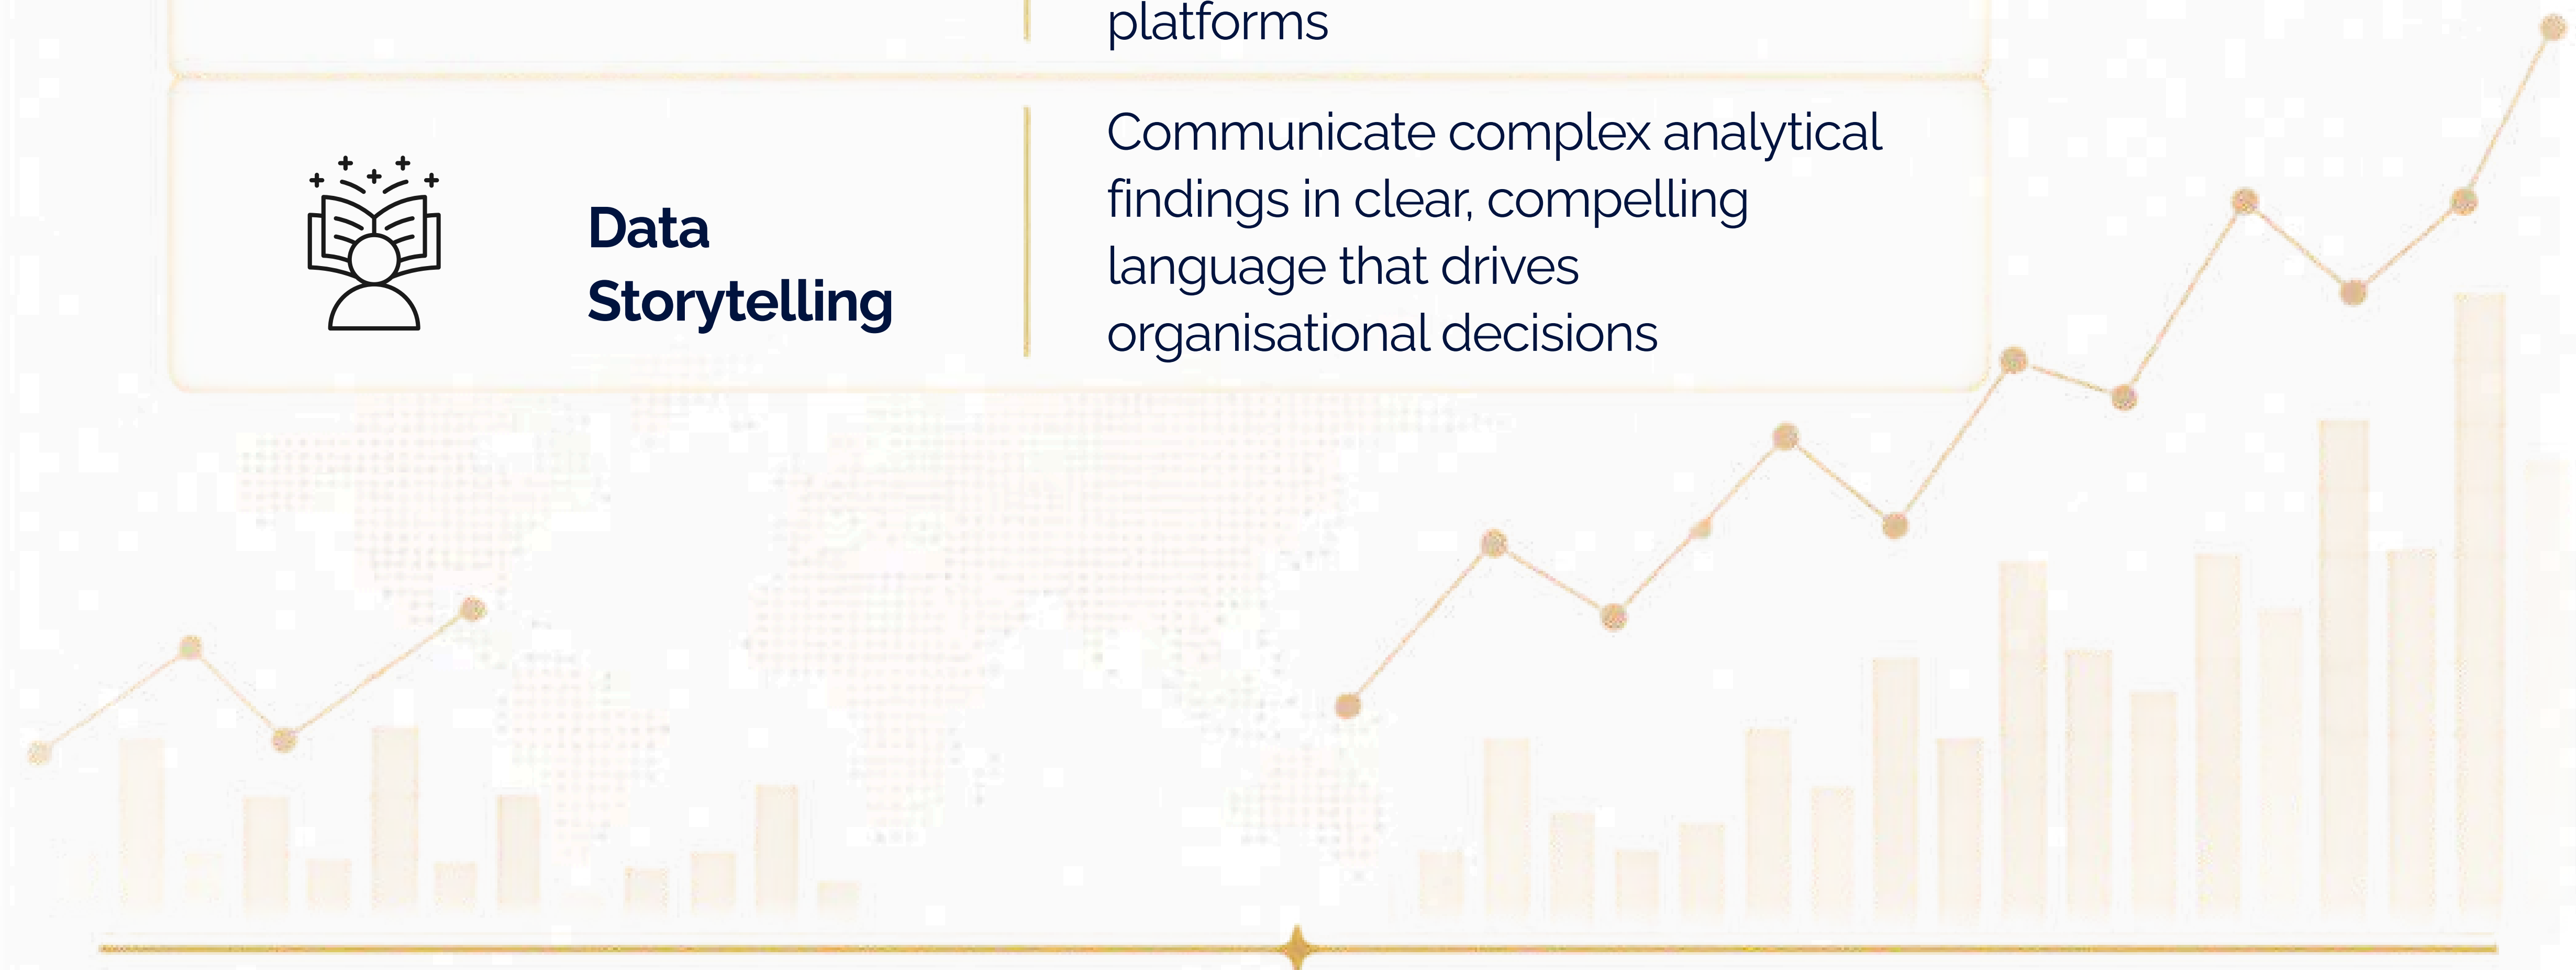 platforms
Data
Storytelling
Communicate complex analytical
findings in clear, compelling
language that drives
organisational decisions